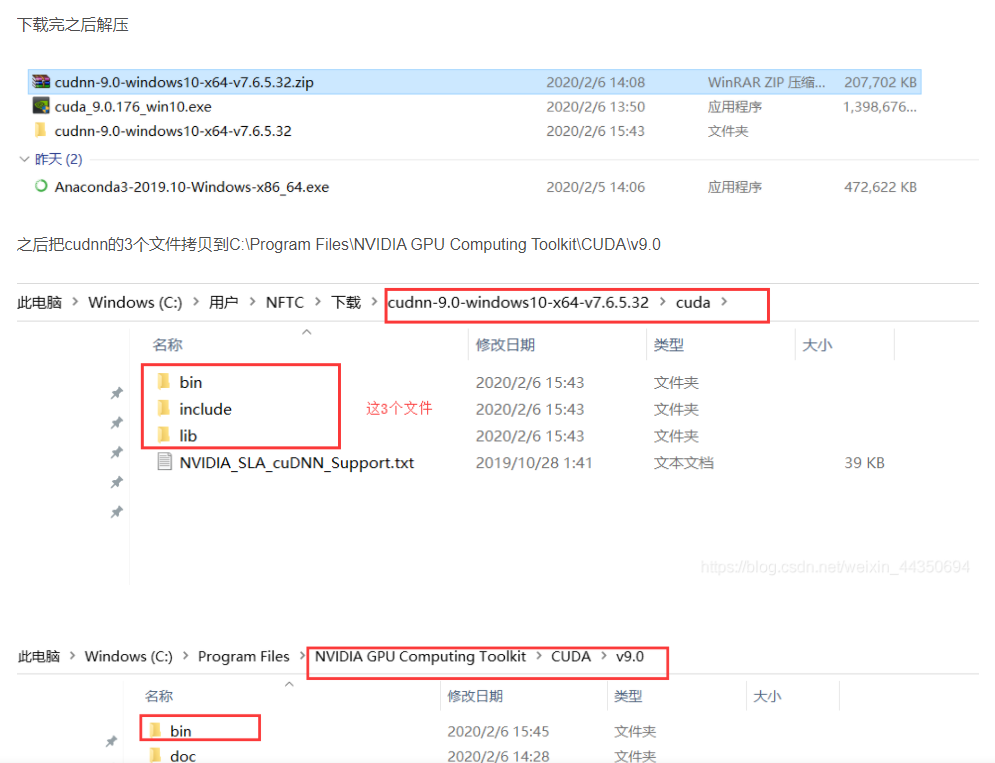 下载完之后解压
cudnn-9.0-windows10-x64-v7.6.5.32.zip 2020/2/6 14:08 WinRAR ZIP 压缩... 207,702 KB
cuda_9.0.176_win10.exe 2020/2/6 13:50 应用程序 1,398,676...
cudnn-9.0-windows10-x64-v7.6.5.32 2020/2/6 15:43 文件夹
昨天 (2)
Anaconda3-2019.10-Windows-x86_64.exe 2020/2/5 14:06 应用程序 472,622 KB
之后把cudnn的3个文件拷贝到C:\Program Files\NVIDIA GPU Computing Toolkit\CUDA\v9.0
此电脑 > Windows (C:) > 用户 > NFTC > 下载 > cudnn-9.0-windows10-x64-v7.6.5.32 > cuda >
名称 修改日期 类型 大小
bin 2020/2/6 15:43 文件夹
include 这3个文件 2020/2/6 15:43 文件夹
lib 2020/2/6 15:43 文件夹
NVIDIA_SLA_cuDNN_Support.txt 2019/10/28 1:41 文本文档 39 KB
https://blog.csdn.net/weixin_44350694
此电脑 > Windows (C:) > Program Files > NVIDIA GPU Computing Toolkit > CUDA > v9.0
名称 修改日期 类型 大小
bin 2020/2/6 15:45 文件夹
doc 2020/2/6 14:28 文件夹